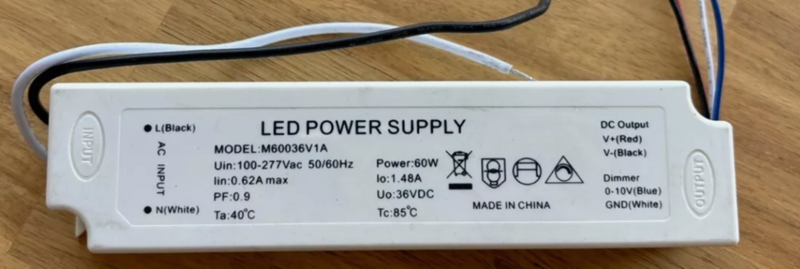 LED POWER SUPPLY
INPUT
L(Black)
AC INPUT
N(White)
MODEL:M60036V1A
Uin:100-277Vac 50/60Hz
Iin:0.62A max
PF:0.9
Ta:40℃
Power:60W
Io:1.48A
Uo:36VDC
Tc:85℃
MADE IN CHINA
DC Output
V+(Red)
V-(Black)
Dimmer
0-10V(Blue)
GND(White)
OUTPUT